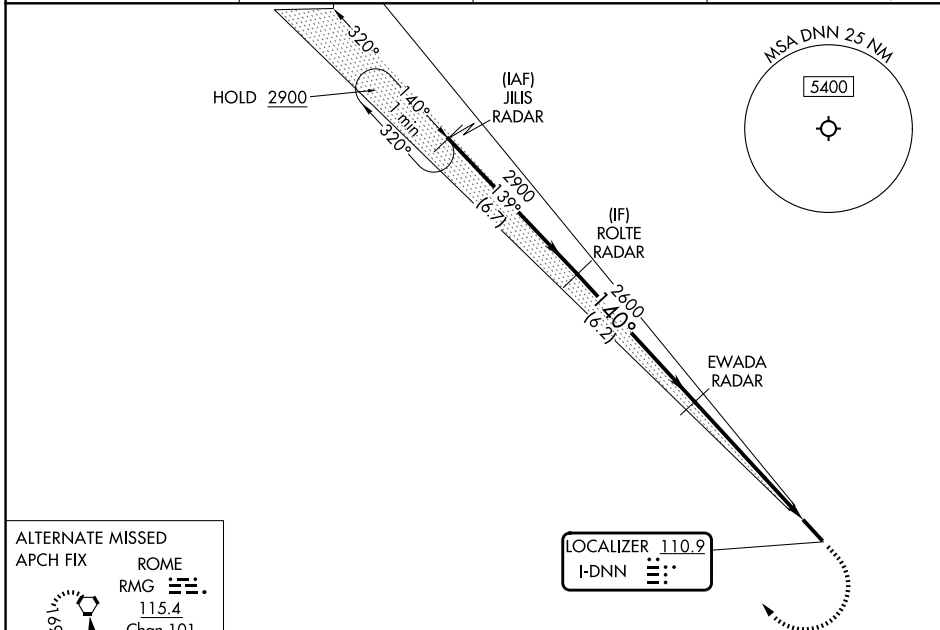 320°
MSA DNN 25 NM
5400
HOLD 2900
140°
1 min
320°
(IAF)
JILIS
RADAR
2900
139°
(6.7)
(IF)
ROLTE
RADAR
2600
140°
(6.2)
EWADA
RADAR
LOCALIZER 110.9
I-DNN
ALTERNATE MISSED
APCH FIX
ROME
RMG
115.4
Chan 101